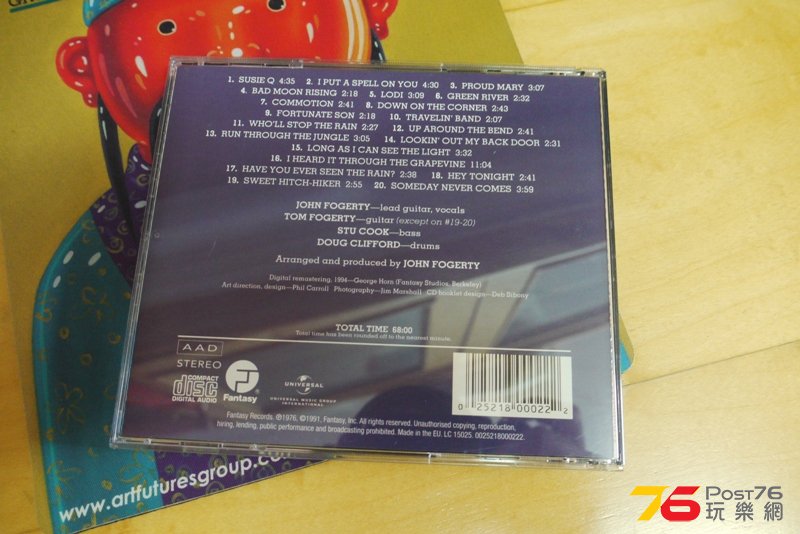 1. SUSIE Q 4:35 2. I PUT A SPELL ON YOU 4:30 3. PROUD MARY 3:07
4. BAD MOON RISING 2:18 5. LODI 3:09 6. GREEN RIVER 2:32
7. COMMOTION 2:41 8. DOWN ON THE CORNER 2:43
9. FORTUNATE SON 2:18 10. TRAVELIN' BAND 2:07
11. WHO'LL STOP THE RAIN 2:27 12. UP AROUND THE BEND 2:41
13. RUN THROUGH THE JUNGLE 3:05 14. LOOKIN' OUT MY BACK DOOR 2:31
15. LONG AS I CAN SEE THE LIGHT 3:32
16. I HEARD IT THROUGH THE GRAPEVINE 11:04
17. HAVE YOU EVER SEEN THE RAIN? 2:38 18. HEY TONIGHT 2:41
19. SWEET HITCH-HIKER 2:55 20. SOMEDAY NEVER COMES 3:59
JOHN FOGERTY—lead guitar, vocals
TOM FOGERTY—guitar (except on #19-20)
STU COOK—bass
DOUG CLIFFORD—drums
Arranged and produced by JOHN FOGERTY
Digital remastering, 1994—George Horn (Fantasy Studios, Berkeley)
Art direction, design—Phil Carroll Photography—Jim Marshall CD booklet design—Deb Sibony
TOTAL TIME 68:00
Total time has been rounded off to the nearest minute.
AAD
STEREO
COMPACT
disc
DIGITAL AUDIO
Fantasy
UNIVERSAL
UNIVERSAL MUSIC GROUP
INTERNATIONAL
0 25218 00022 2
Fantasy Records. ℗1976, ©1991, Fantasy, Inc. All rights reserved. Unauthorised copying, reproduction,
hiring, lending, public performance and broadcasting prohibited. Made in the EU. LC 15025. 0025218000222.
www.artfuturesgroup.co
76 POST76
玩樂網